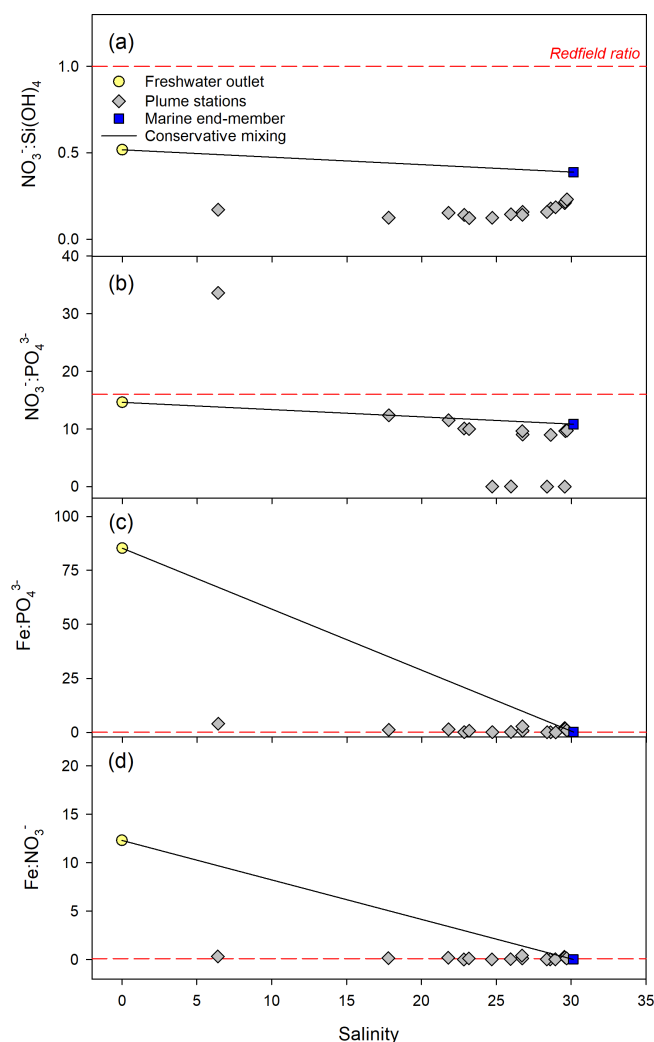 (a)
Redfield ratio
1.0
Freshwater outlet
Plume stations
Marine end-member
Conservative mixing
0.5
0.0
NO₃⁻:Si(OH)₄
(b)
40
30
20
10
0
NO₃⁻:PO₄³⁻
(c)
100
75
50
25
0
Fe:PO₄³⁻
(d)
20
15
10
5
0
Fe:NO₃⁻
0 5 10 15 20 25 30 35
Salinity